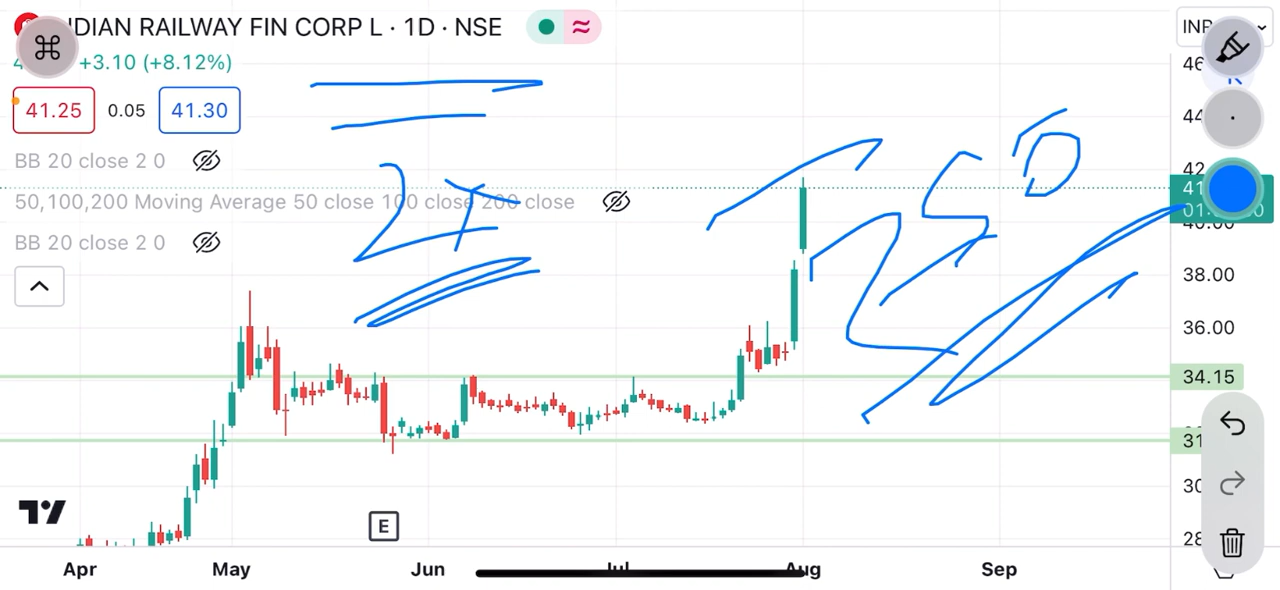 DIAN RAILWAY FIN CORP L · 1D · NSE
+3.10 (+8.12%)
41.25 0.05 41.30
BB 20 close 2 0
50,100,200 Moving Average 50 close 100 close 200 close
BB 20 close 2 0
2x
250
46
44
42
41
40.00
38.00
36.00
34.15
31
30
28
E
Apr May Jun Jul Aug Sep